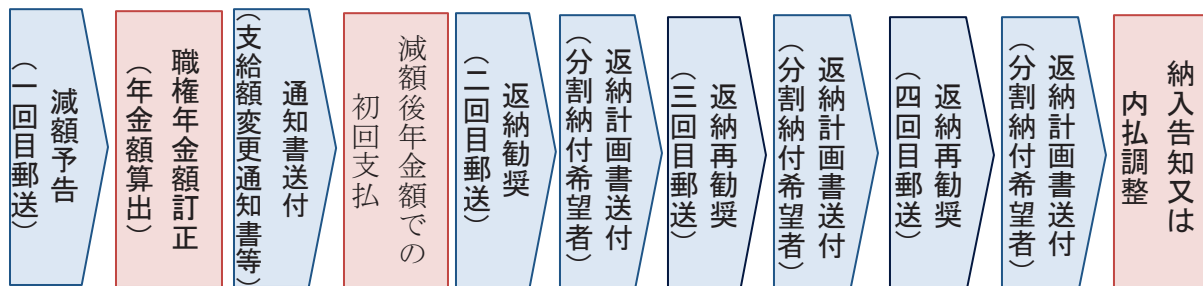 減額予告
（一回目郵送）
職権年金額訂正
（年金額算出）
通知書送付
（支給額変更通知書等）
減額後年金額での
初回支払
返納勧奨
（二回目郵送）
返納計画書送付
（分割納付希望者）
返納再勧奨
（三回目郵送）
返納計画書送付
（分割納付希望者）
返納再勧奨
（四回目郵送）
返納計画書送付
（分割納付希望者）
納入告知又は
内払調整